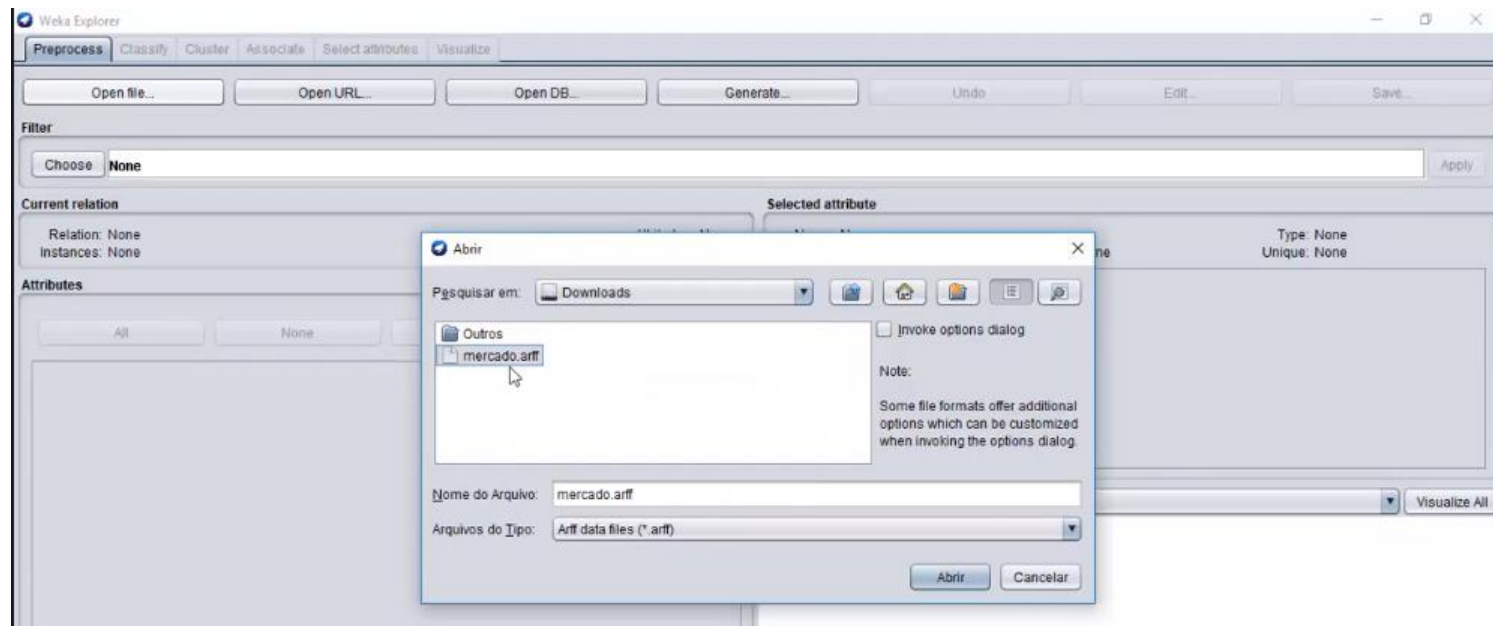 Weka Explorer
Preprocess Classify Cluster Associate Select attributes Visualize
Open file... Open URL... Open DB... Generate... Undo Edit... Save...
Filter
Choose None Apply
Current relation Selected attribute
Relation: None Type: None
Instances: None Unique: None
Attributes
All None
Abrir
Pesquisar em: Downloads
Outros
mercado.arff
Invoke options dialog
Note:
Some file formats offer additional
options which can be customized
when invoking the options dialog.
Nome do Arquivo: mercado.arff
Arquivos do Tipo: Arff data files (*.arff)
Abrir Cancelar
Visualize All